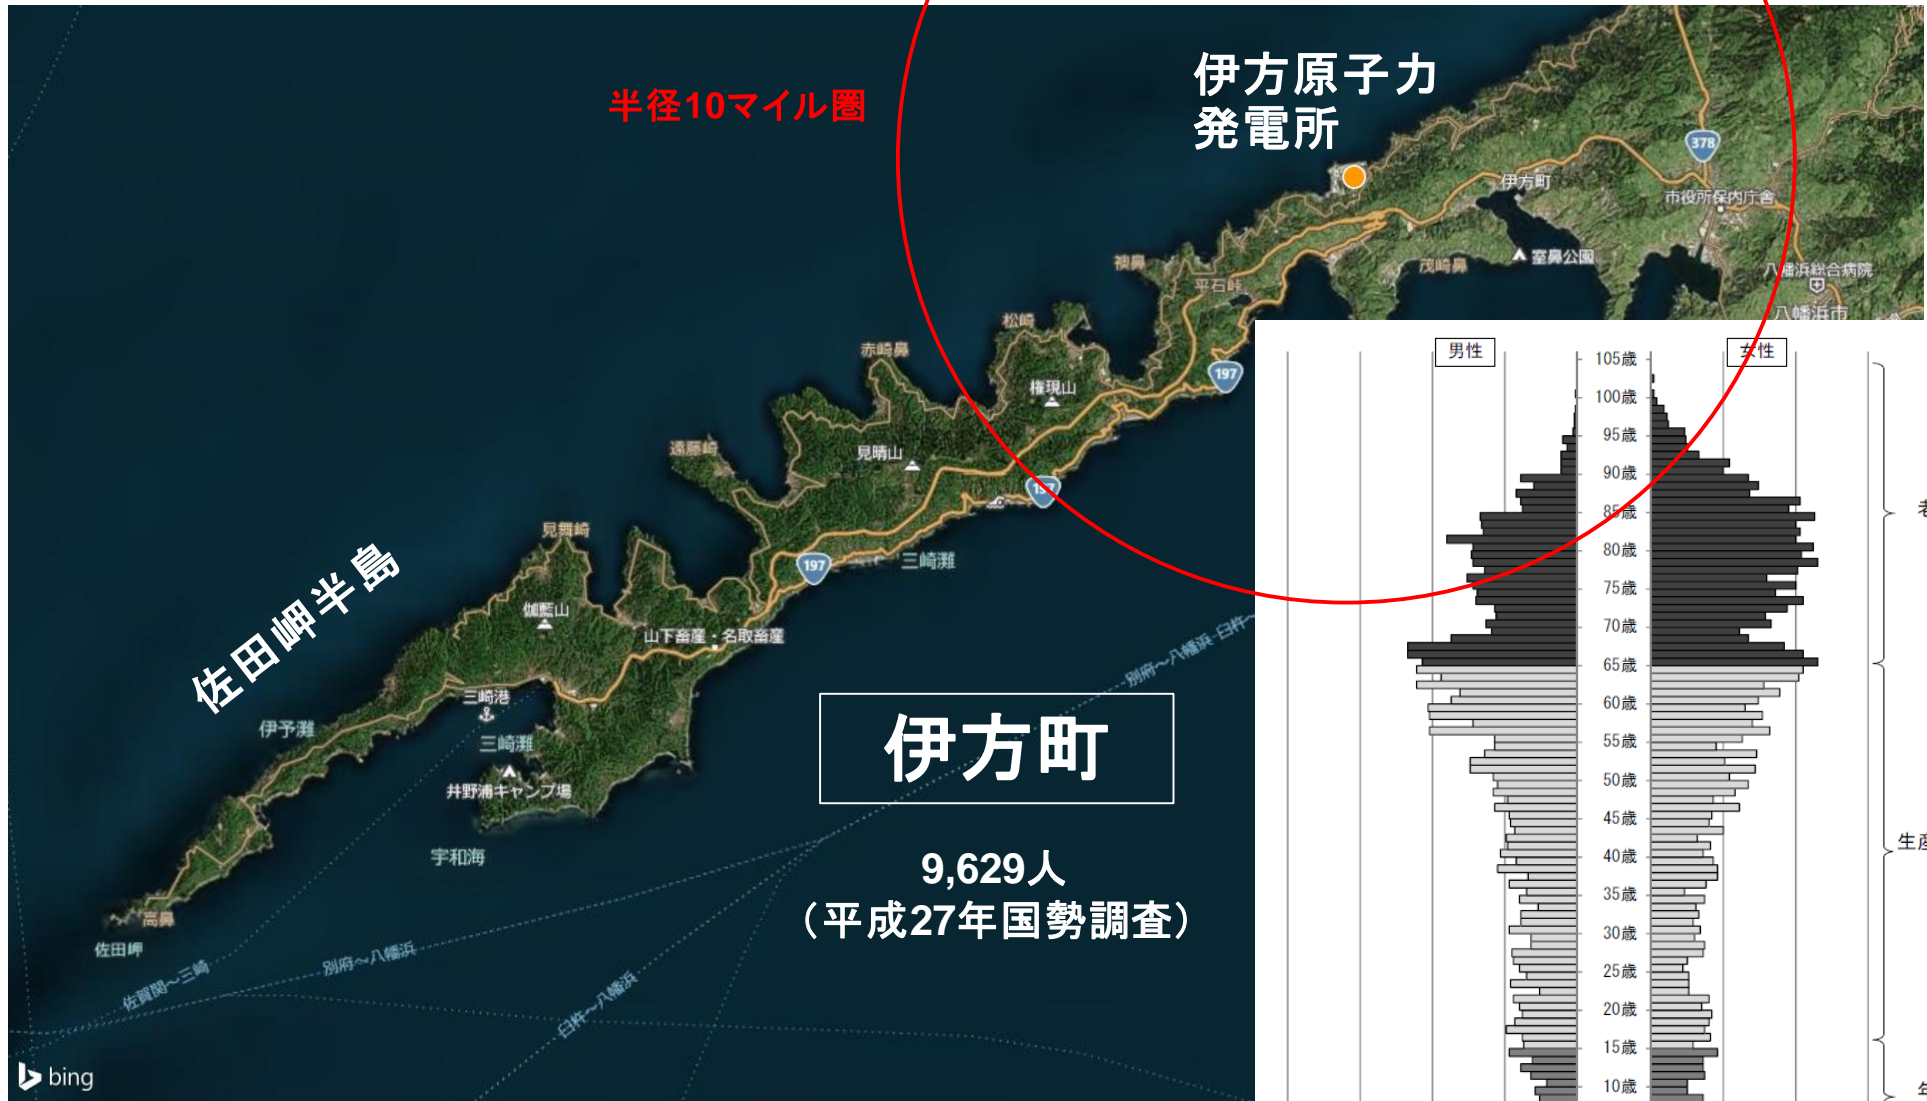 半径10マイル圏
伊方原子力
発電所
378
伊方町
市役所保内庁舎
室鼻公園
茂崎鼻
八幡浜総合病院
八幡浜市
襖鼻
平石峠
松崎
赤崎鼻
権現山
197
見晴山
遠藤崎
197
見舞崎
197
三崎灘
佐田岬半島
伽藍山
山下畜産・名取畜産
別府～八幡浜
臼杵～
三崎港
伊予灘
三崎灘
井野浦キャンプ場
伊方町
宇和海
9,629人
（平成27年国勢調査）
高鼻
佐田岬
佐賀関～三崎
別府～八幡浜
臼杵～八幡浜
bing
男性
女性
105歳
100歳
95歳
90歳
85歳
80歳
75歳
70歳
65歳
60歳
55歳
50歳
45歳
40歳
35歳
30歳
25歳
20歳
15歳
10歳
老
生産